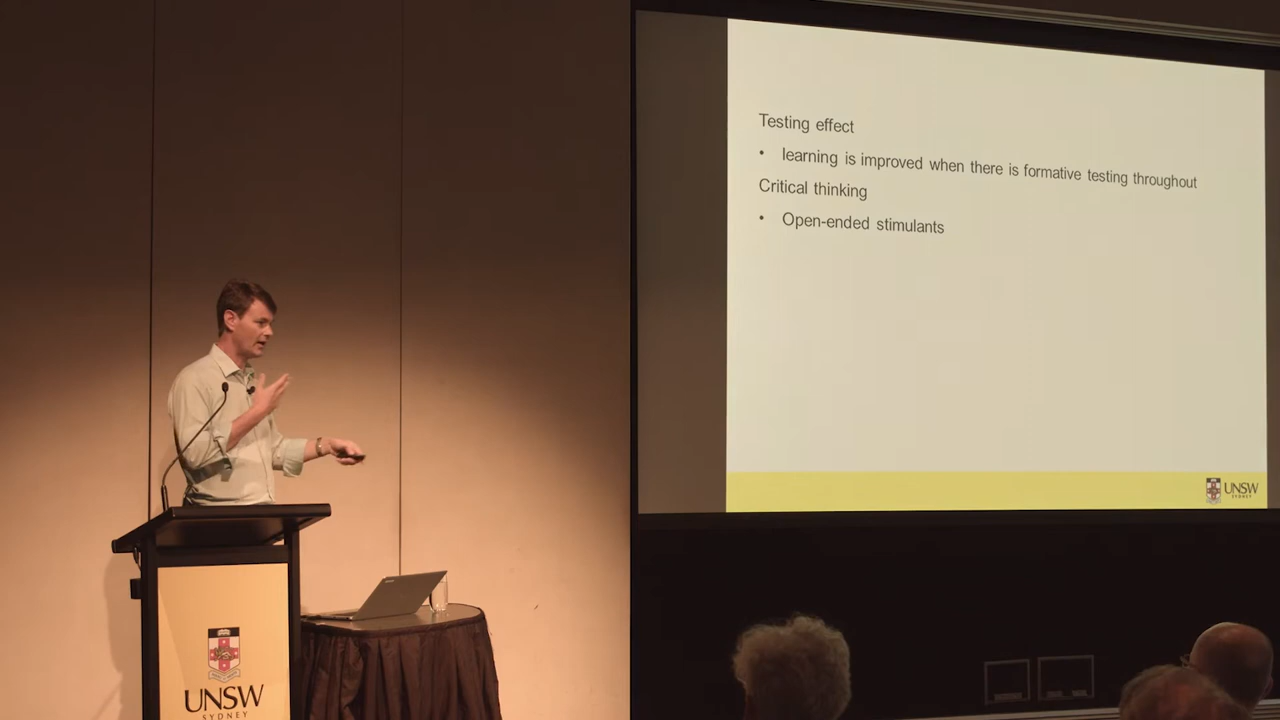 Testing effect
• learning is improved when there is formative testing throughout
Critical thinking
• Open-ended stimulants
UNSW
SYDNEY
UNSW
SYDNEY